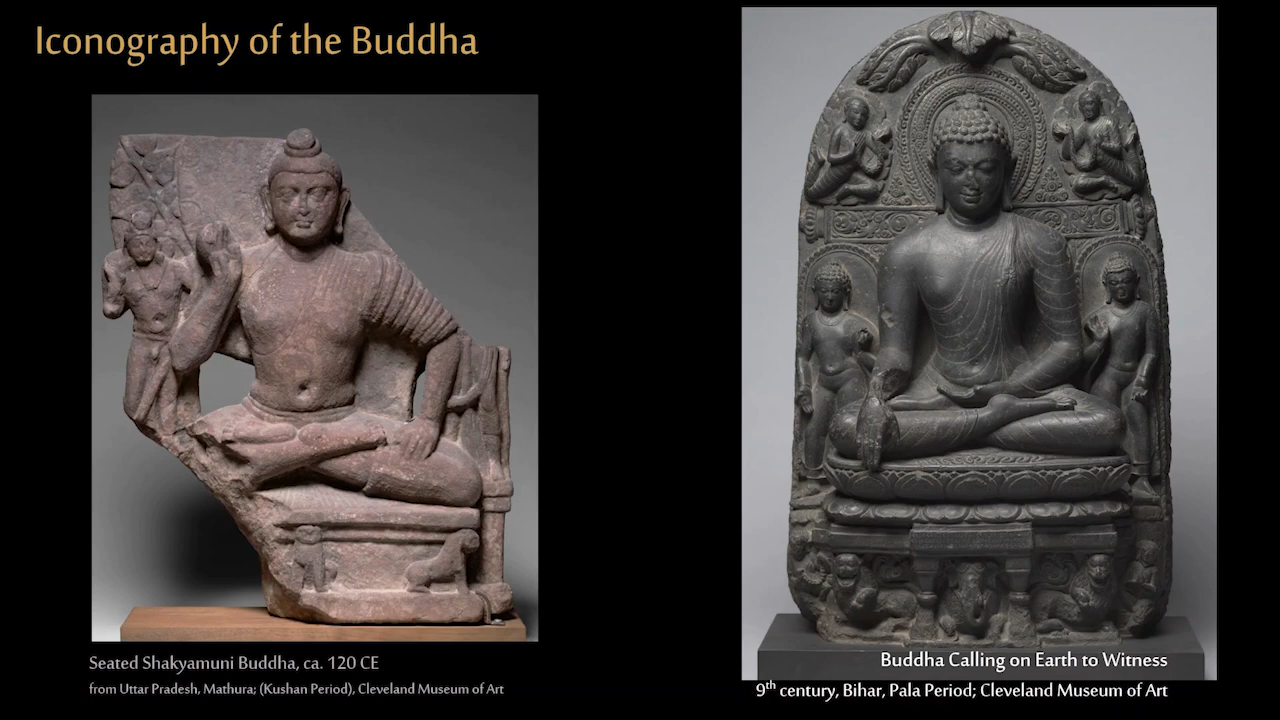 Iconography of the Buddha
Seated Shakyamuni Buddha, ca. 120 CE
from Uttar Pradesh, Mathura; (Kushan Period), Cleveland Museum of Art
Buddha Calling on Earth to Witness
9th century, Bihar, Pala Period; Cleveland Museum of Art